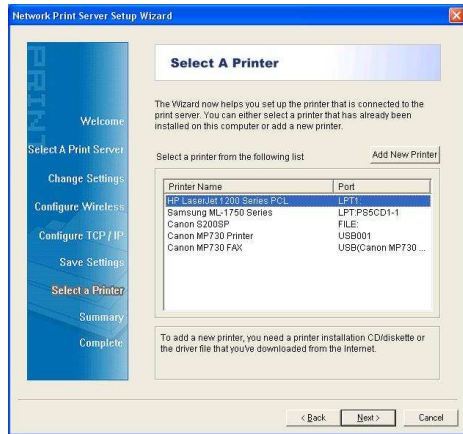 Network Print Server Setup Wizard
PRINT
Select A Printer
The Wizard now helps you set up the printer that is connected to the
print server. You can either select a printer that has already been
installed on this computer or add a new printer.
Welcome
Select A Print Server
Change Settings
Configure Wireless
Configure TCP / IP
Save Settings
Select a Printer
Summary
Complete
Select a printer from the following list
Add New Printer
Printer Name Port
HP LaserJet 1200 Series PCL LPT1:
Samsung ML-1750 Series LPT:PS5CD1-1
Canon S200SP FILE:
Canon MP730 Printer USB001
Canon MP730 FAX USB(Canon MP730 ...
To add a new printer, you need a printer installation CD/diskette or
the driver file that you've downloaded from the Internet.
< Back Next > Cancel